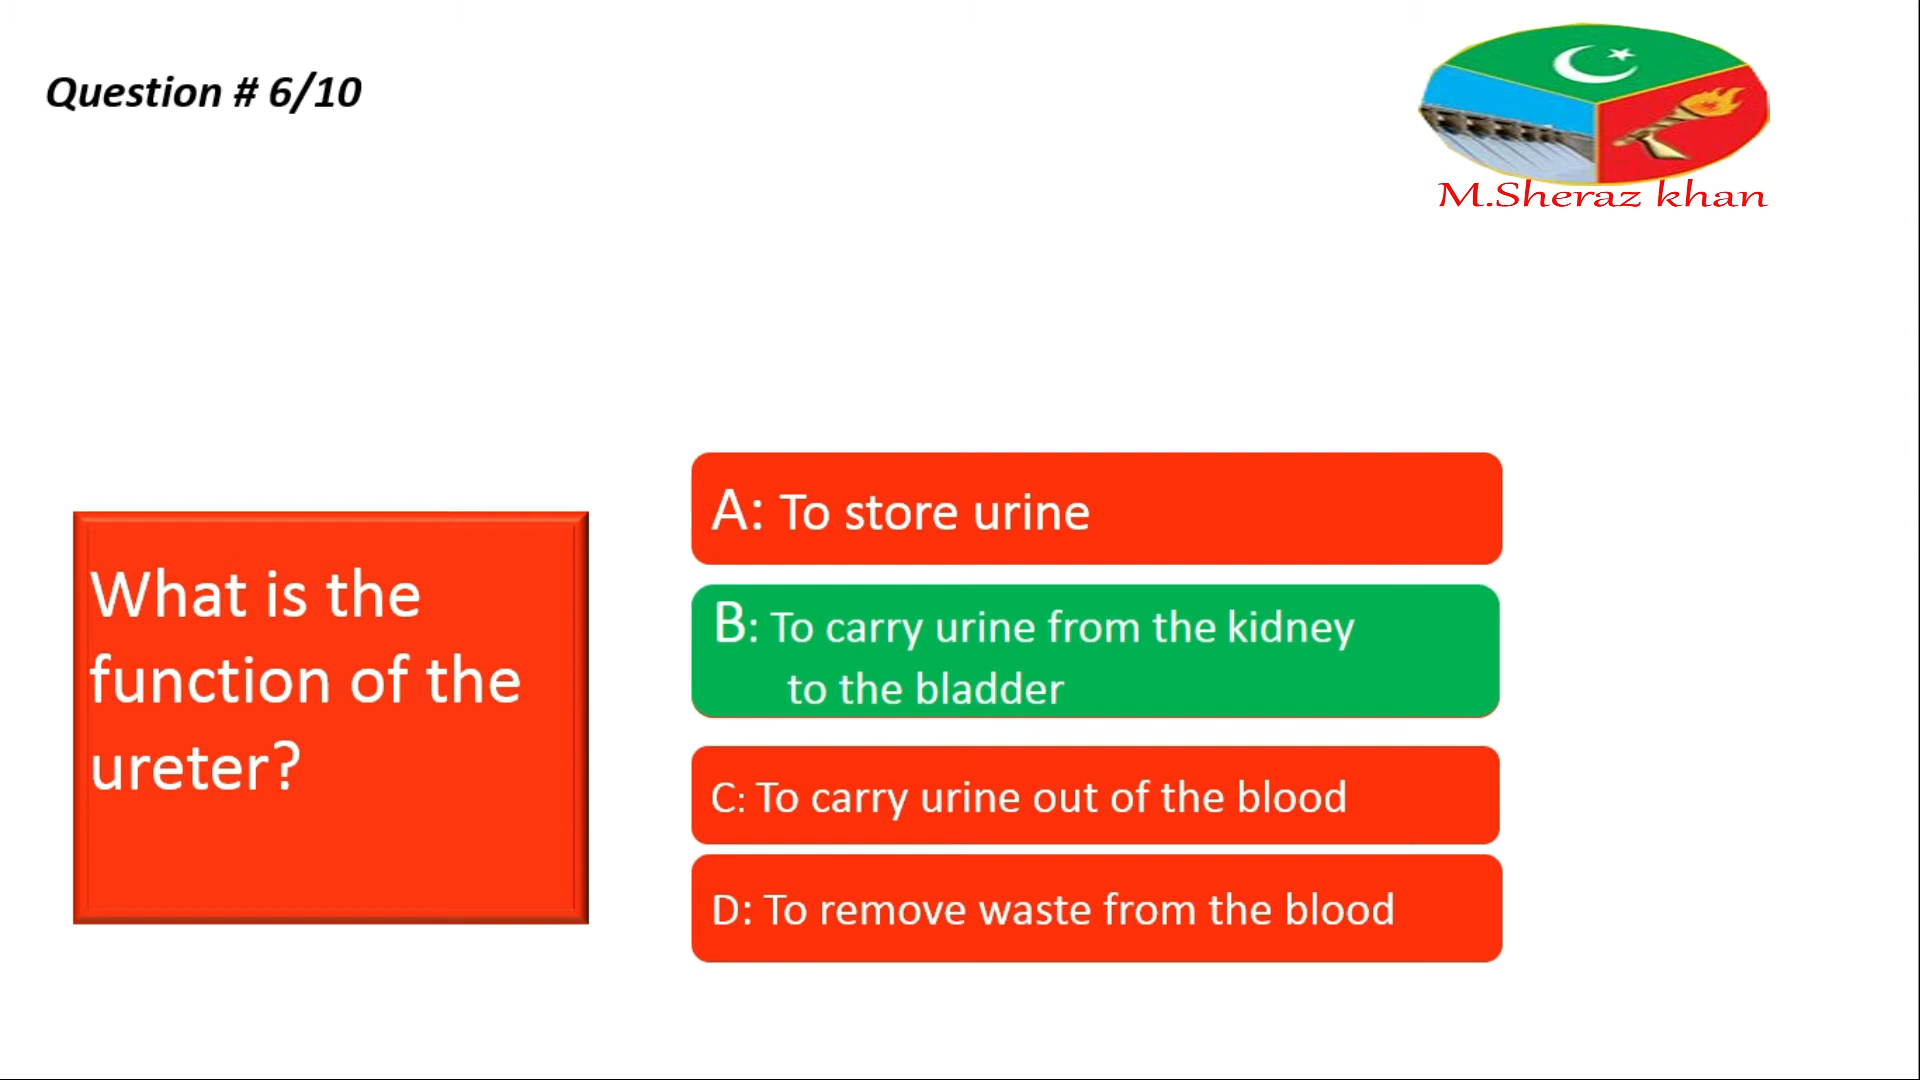 Question # 6/10
M.Sheraz khan
What is the
function of the
ureter?
A: To store urine
B: To carry urine from the kidney
to the bladder
C: To carry urine out of the blood
D: To remove waste from the blood